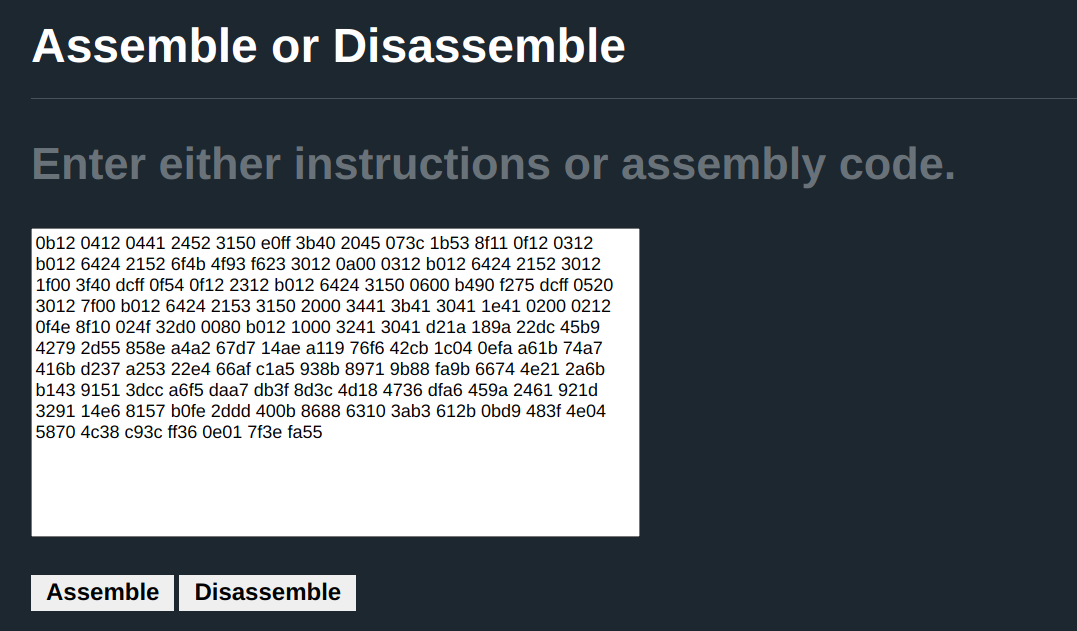 Assemble or Disassemble
Enter either instructions or assembly code.
0b12 0412 0441 2452 3150 e0ff 3b40 2045 073c 1b53 8f11 0f12 0312
b012 6424 2152 6f4b 4f93 f623 3012 0a00 0312 b012 6424 2152 3012
1f00 3f40 dcff 0f54 0f12 2312 b012 6424 3150 0600 b490 f275 dcff 0520
3012 7f00 b012 6424 2153 3150 2000 3441 3b41 3041 1e41 0200 0212
0f4e 8f10 024f 32d0 0080 b012 1000 3241 3041 d21a 189a 22dc 45b9
4279 2d55 858e a4a2 67d7 14ae a119 76f6 42cb 1c04 0efa a61b 74a7
416b d237 a253 22e4 66af c1a5 938b 8971 9b88 fa9b 6674 4e21 2a6b
b143 9151 3dcc a6f5 daa7 db3f 8d3c 4d18 4736 dfa6 459a 2461 921d
3291 14e6 8157 b0fe 2ddd 400b 8688 6310 3ab3 612b 0bd9 483f 4e04
5870 4c38 c93c ff36 0e01 7f3e fa55
Assemble Disassemble